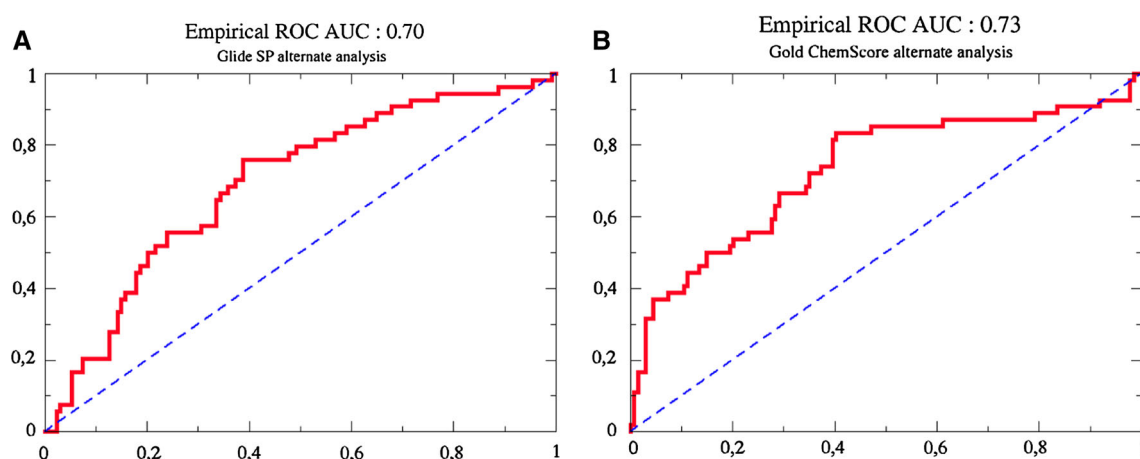 A
Empirical ROC AUC : 0.70
Glide SP alternate analysis
1
0,8
0,6
0,4
0,2
0
0 0,2 0,4 0,6 0,8 1
B
Empirical ROC AUC : 0.73
Gold ChemScore alternate analysis
1
0,8
0,6
0,4
0,2
0
0 0,2 0,4 0,6 0,8